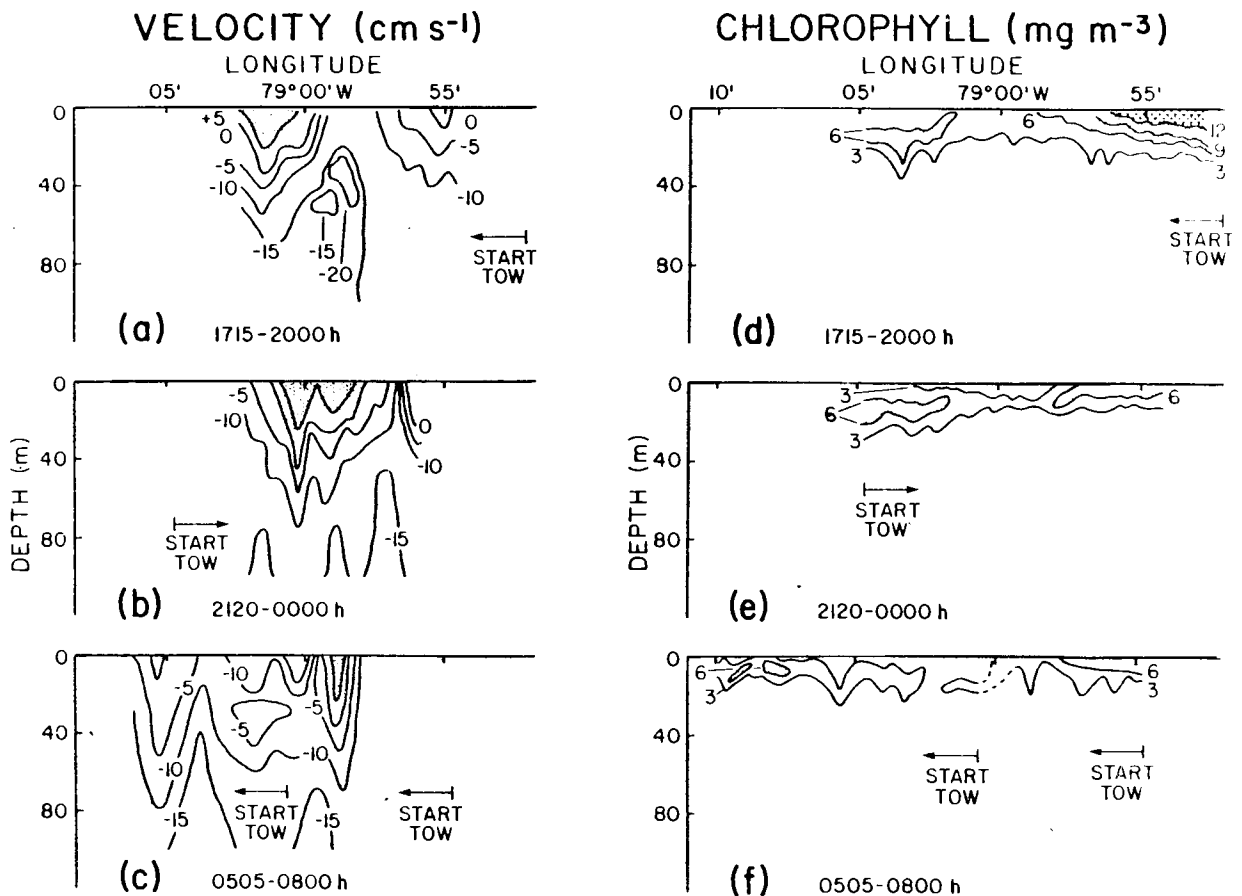 VELOCITY (cm s⁻¹)
LONGITUDE
05' 79°00'W 55'
0
40
80
+5
0
-5
-10
-15
-15
-20
0
-5
-10
START
TOW
(a) 1715-2000 h
CHLOROPHYLL (mg m⁻³)
LONGITUDE
10' 05' 79°00'W 55'
0
40
80
6
3
6
12
9
3
START
TOW
(d) 1715-2000 h
DEPTH (m)
0
40
80
-5
-10
0
-10
-15
START
TOW
(b) 2120-0000 h
DEPTH (m)
0
40
80
3
6
3
6
START
TOW
(e) 2120-0000 h
0
40
80
-5
-10
-5
-5
-10
-10
-15
-15
START
TOW
START
TOW
(c) 0505-0800 h
0
40
80
6
3
6
3
START
TOW
START
TOW
(f) 0505-0800 h